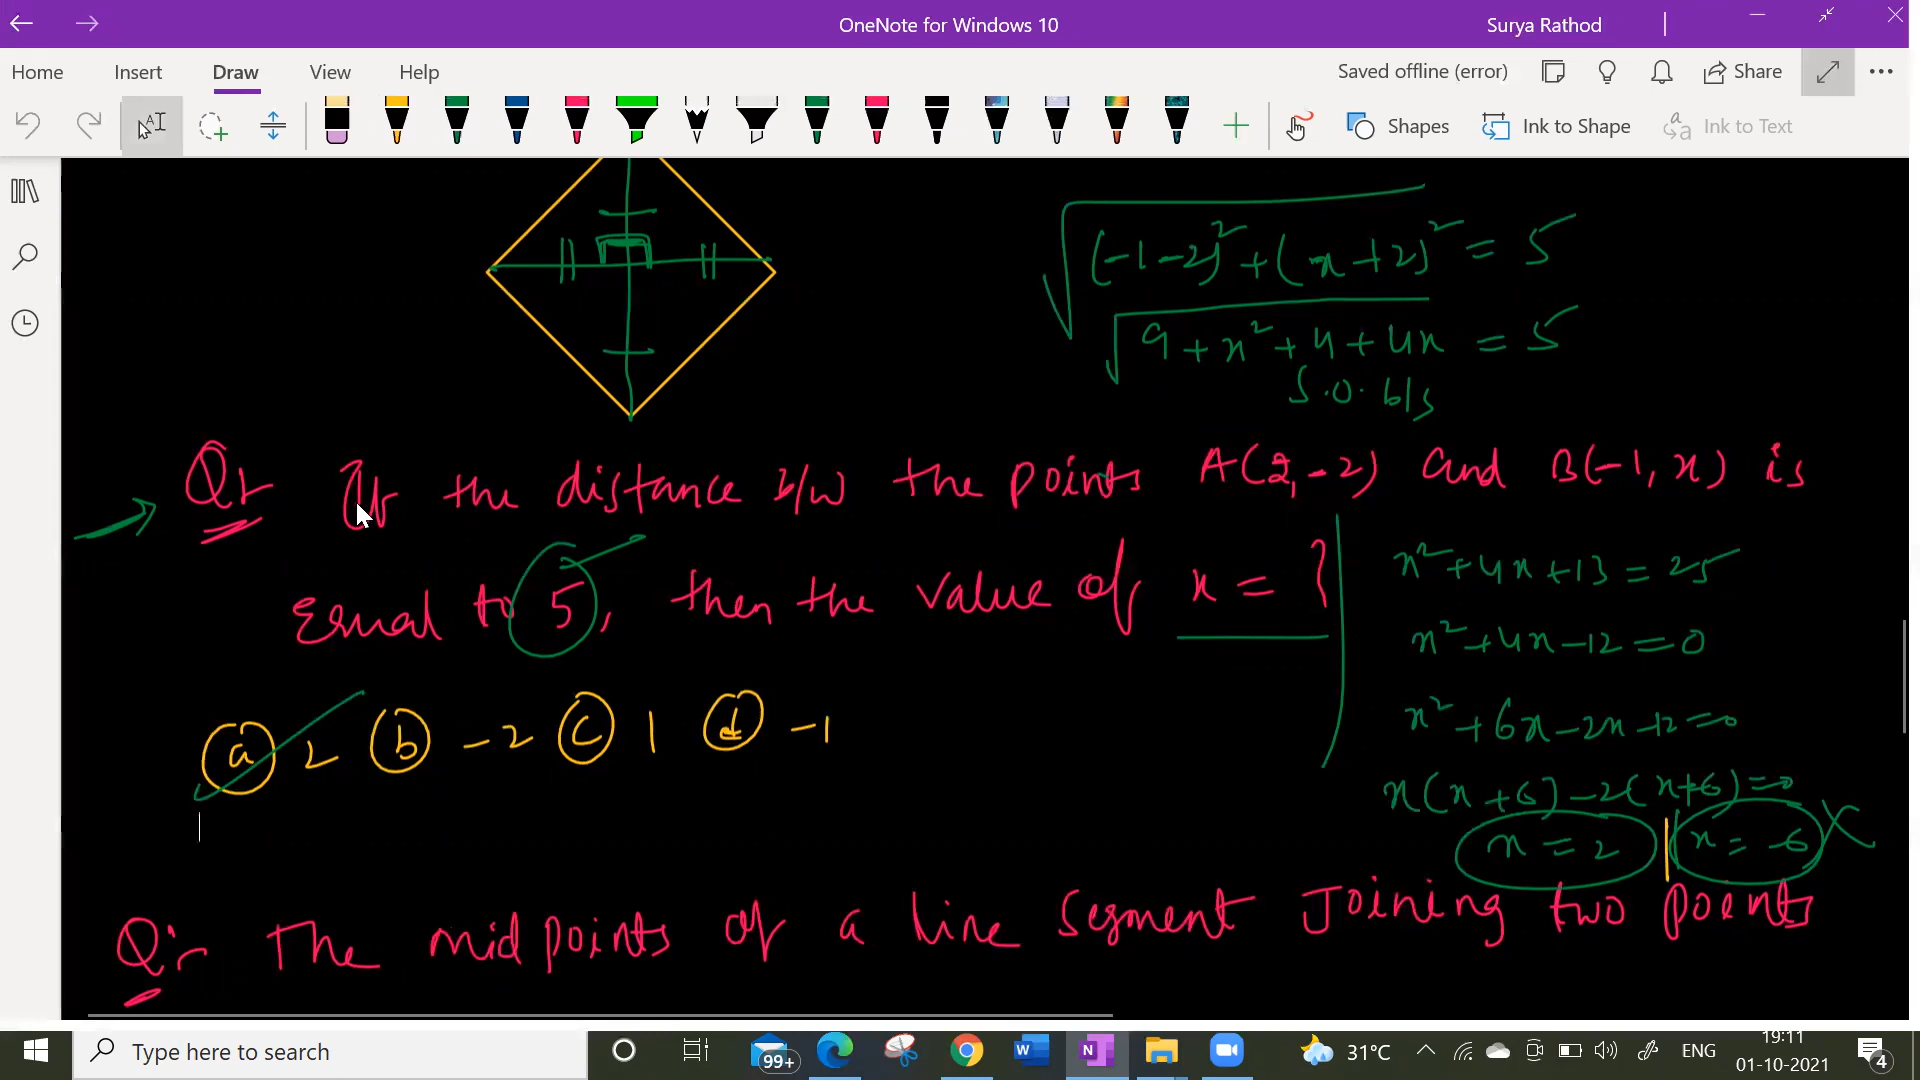 OneNote for Windows 10
Surya Rathod
Home Insert Draw View Help
Saved offline (error)
Share
Shapes
Ink to Shape
Ink to Text
√(-1-2)²+(x+2)² = 5
√9+x²+4+4x = 5
S.O.b/s
Q:- If the distance b/w the points A(2,-2) and B(-1, x) is
Equal to 5, then the value of x = ?
(a) 2 (b) -2 (c) 1 (d) -1
x²+4x+13 = 25
x²+4x-12=0
x²+6x-2x-12=0
x(x+6)-2(x+6)=0
x = 2 | x = -6
Q:- The midpoints of a line segment Joining two points
Type here to search
99+
31°C
ENG
19:11
01-10-2021
4